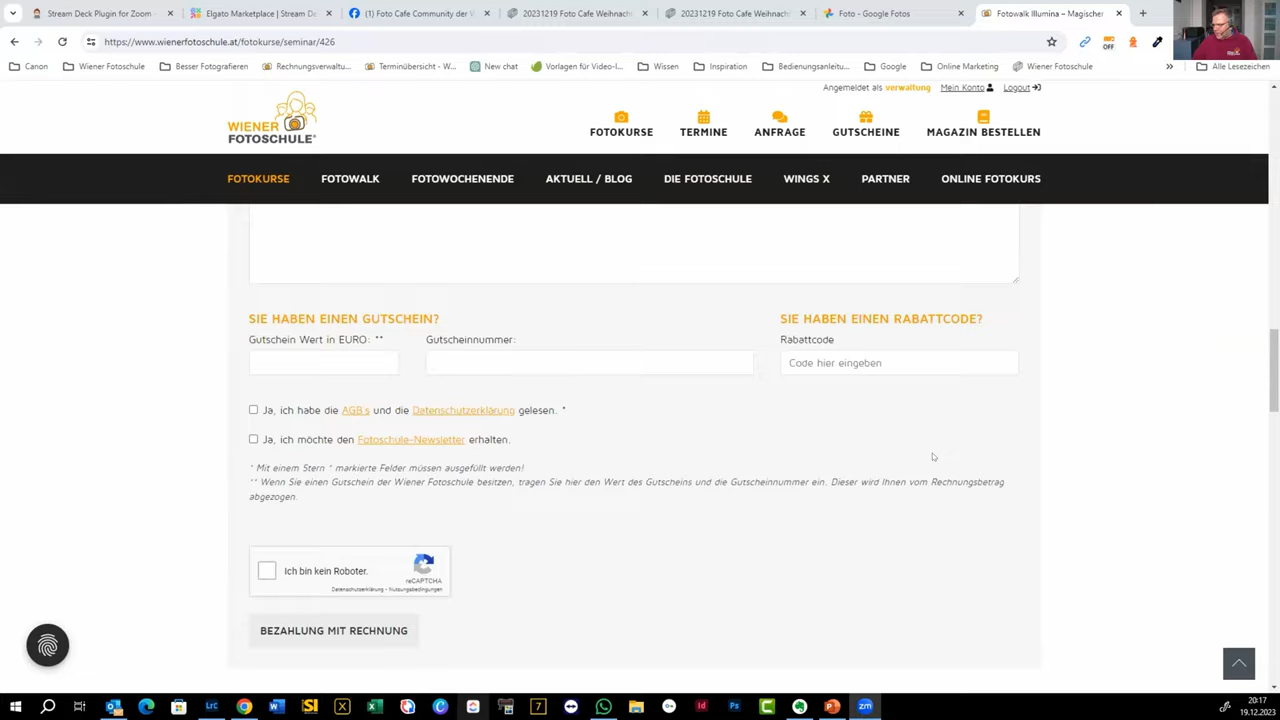 Stream Deck Plugin for Zoom -
Elgato Marketplace | Stream De
(1) Foto Cafe Community der W
20231219 Foto Cafe Weihnacht
20231219 Foto Cafe Weihnacht
Foto - Google Fotos
Fotowalk Illumina – Magischer
https://www.wienerfotoschule.at/fotokurse/seminar/426
OFF
Canon
Wiener Fotoschule
Besser Fotografieren
Rechnungsverwaltu...
Terminübersicht - W...
New chat
Vorlagen für Video-I...
Wissen
Inspiration
Bedienungsanleitu...
Google
Online Marketing
Wiener Fotoschule
»
Alle Lesezeichen
Angemeldet als verwaltung
Mein Konto
Logout
WIENER
FOTOSCHULE
FOTOKURSE
TERMINE
ANFRAGE
GUTSCHEINE
MAGAZIN BESTELLEN
FOTOKURSE
FOTOWALK
FOTOWOCHENENDE
AKTUELL / BLOG
DIE FOTOSCHULE
WINGS X
PARTNER
ONLINE FOTOKURS
SIE HABEN EINEN GUTSCHEIN?
SIE HABEN EINEN RABATTCODE?
Gutschein Wert in EURO: **
Gutscheinnummer:
Rabattcode
Code hier eingeben
Ja, ich habe die AGB's und die Datenschutzerklärung gelesen. *
Ja, ich möchte den Fotoschule-Newsletter erhalten.
* Mit einem Stern * markierte Felder müssen ausgefüllt werden!
** Wenn Sie einen Gutschein der Wiener Fotoschule besitzen, tragen Sie hier den Wert des Gutscheins und die Gutscheinnummer ein. Dieser wird Ihnen vom Rechnungsbetrag
abgezogen.
Ich bin kein Roboter.
reCAPTCHA
Datenschutzerklärung - Nutzungsbedingungen
BEZAHLUNG MIT RECHNUNG
20:17
19.12.2023